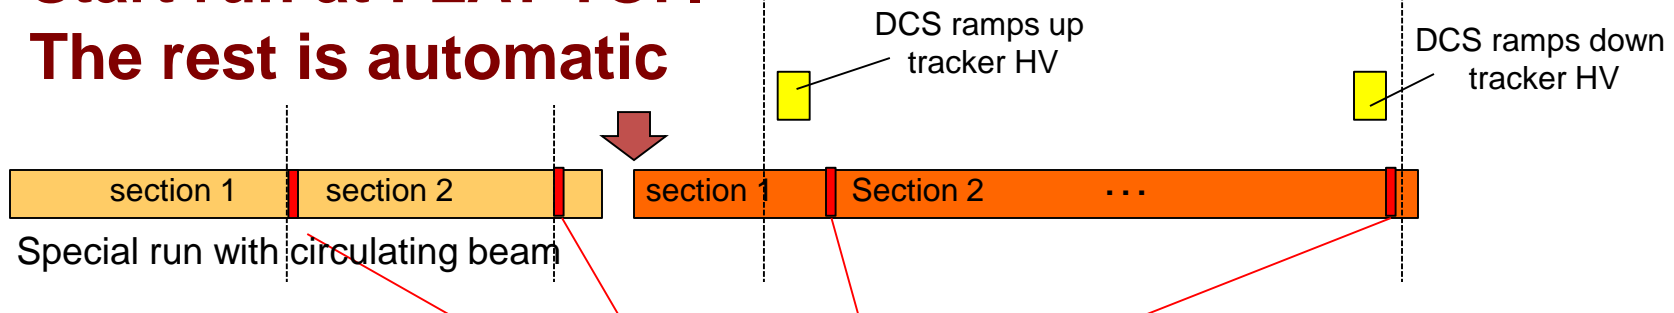 The rest is automatic
DCS ramps up
tracker HV
DCS ramps down
tracker HV
section 1
section 2
section 1
Section 2
...
Special run with circulating beam